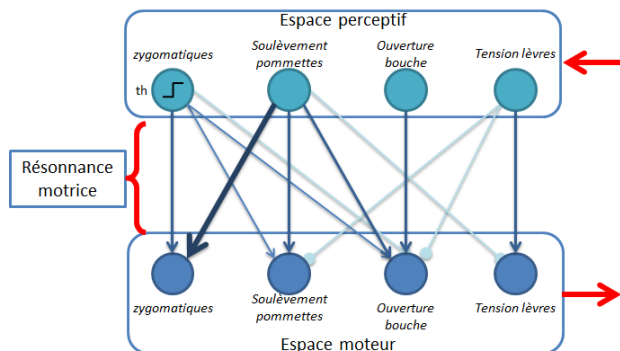 Espace perceptif
zygomatiques
Soulèvement
pommettes
Ouverture
bouche
Tension lèvres
th
Résonnance
motrice
zygomatiques
Soulèvement
pommettes
Ouverture
bouche
Tension lèvres
Espace moteur